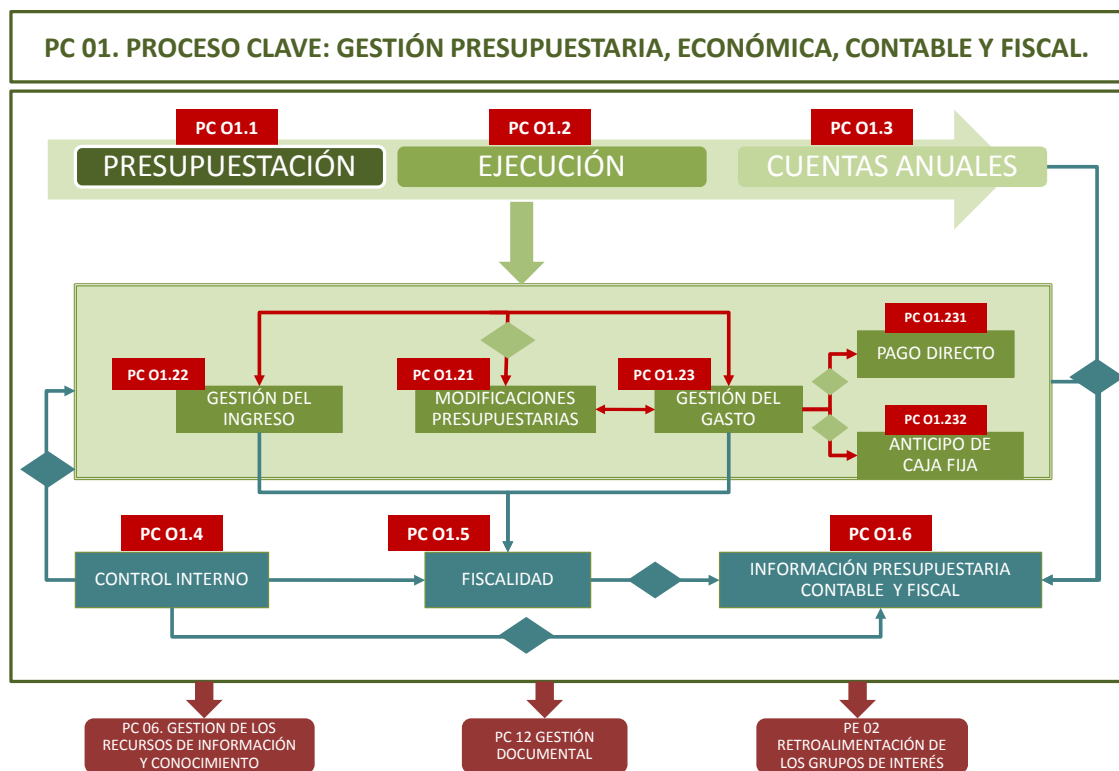 PC 01. PROCESO CLAVE: GESTIÓN PRESUPUESTARIA, ECONÓMICA, CONTABLE Y FISCAL.
PC O1.1
PC O1.2
PC O1.3
PRESUPUESTACIÓN
EJECUCIÓN
CUENTAS ANUALES
PC O1.231
PAGO DIRECTO
PC O1.22
PC O1.21
PC O1.23
GESTIÓN DEL
INGRESO
MODIFICACIONES
PRESUPUESTARIAS
GESTIÓN DEL
GASTO
PC O1.232
ANTICIPO DE
CAJA FIJA
PC O1.4
PC O1.5
PC O1.6
CONTROL INTERNO
FISCALIDAD
INFORMACIÓN PRESUPUESTARIA
CONTABLE Y FISCAL
PC 06. GESTION DE LOS
RECURSOS DE INFORMACIÓN
Y CONOCIMIENTO
PC 12 GESTIÓN
DOCUMENTAL
PE 02
RETROALIMENTACIÓN DE
LOS GRUPOS DE INTERÉS